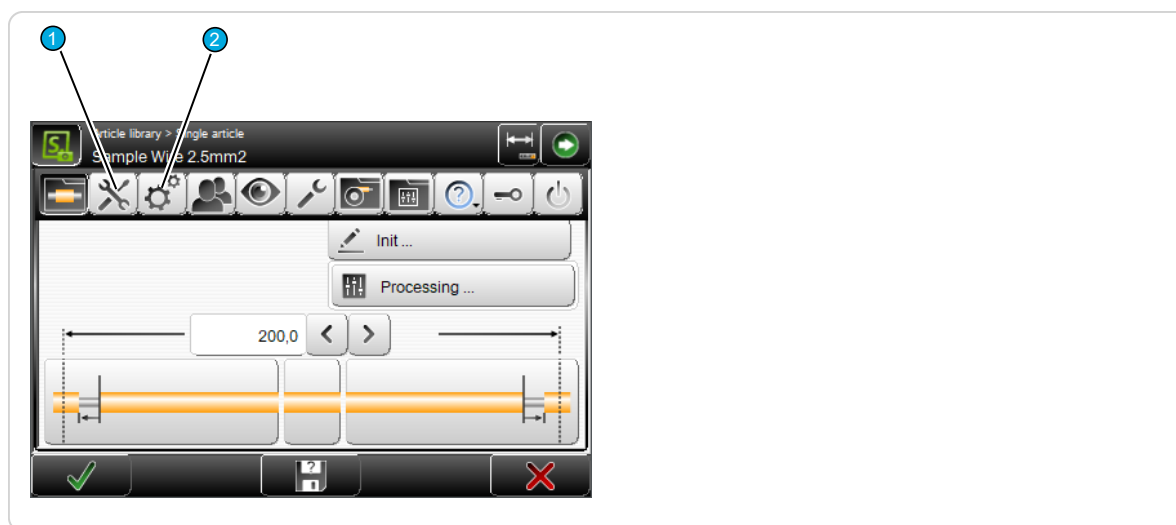 1
2
Article library > Single article
Sample Wire 2.5mm2
Init ...
Processing ...
200,0